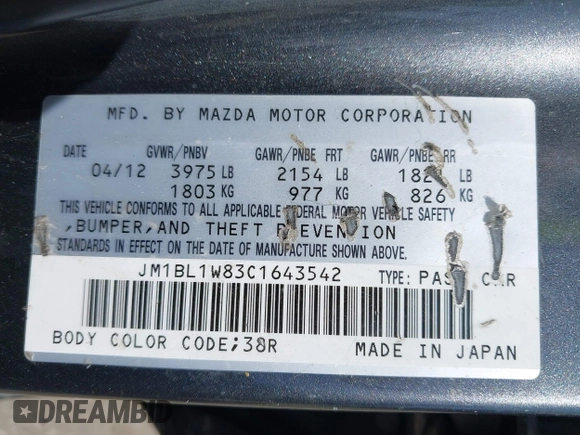 MFD. BY MAZDA MOTOR CORPORATION
DATE GVWR/PNBV GAWR/PNBE FRT GAWR/PNBE RR
04/12 3975 LB 2154 LB LB
1803 KG 977 KG 826 KG
THIS VEHICLE CONFORMS TO ALL APPLICABLE FEDERAL MOTOR VEHICLE SAFETY
,BUMPER,AND THEFT PREVENTION
STANDARDS IN EFFECT ON THE DATE OF MANUFACTURE SHOWN ABOVE.
JM1BL1W83C1643542 TYPE: PASS CAR
BODY COLOR CODE;38R MADE IN JAPAN
DREAMBID